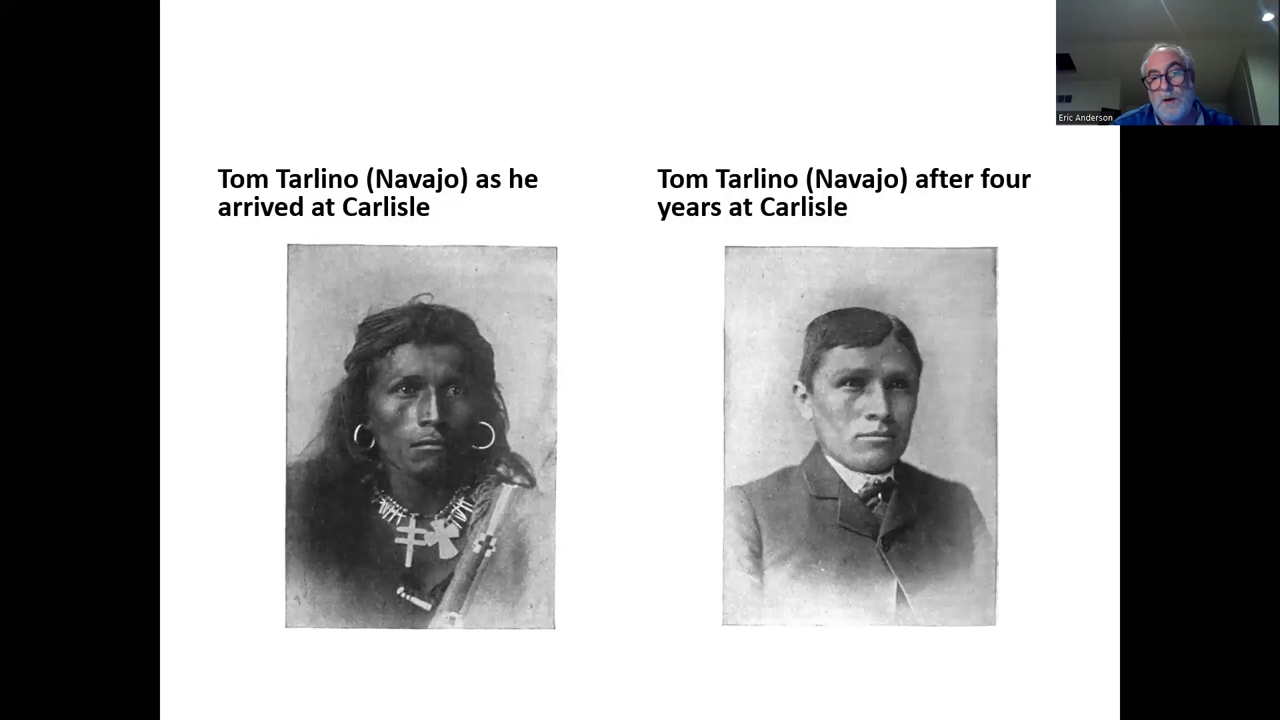 Tom Tarlino (Navajo) as he
arrived at Carlisle
Tom Tarlino (Navajo) after four
years at Carlisle
Eric Anderson